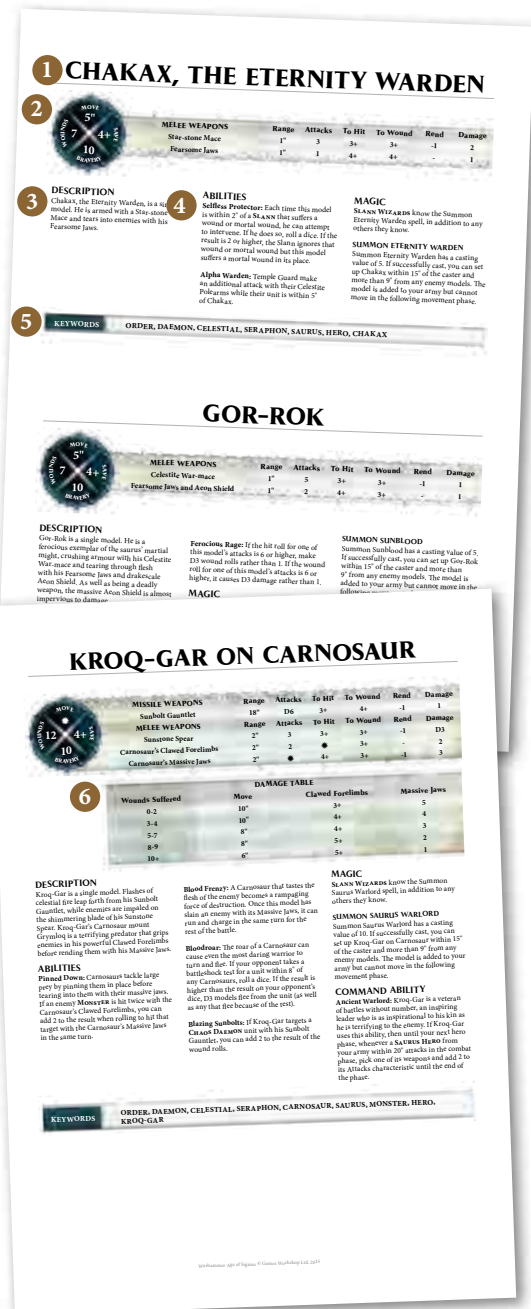 1 CHAKAX, THE ETERNITY WARDEN
2
MOVE
5"
WOUNDS 7 4+ SAVE
10
BRAVERY
MELEE WEAPONS Range Attacks To Hit To Wound Rend Damage
Star-stone Mace 1" 3 3+ 3+ -1 2
Fearsome Jaws 1" 1 4+ 4+ - 1
3
DESCRIPTION
Chakax, the Eternity Warden, is a
model. He is armed with a Star-stone
Mace and tears into enemies with his
Fearsome Jaws.
4
ABILITIES
Selfless Protector: Each time this model
is within 2" of a SLANN that suffers a
wound or mortal wound, he can attempt
to intervene. If he does so, roll a dice. If the
result is 2 or higher, the Slann ignores that
wound or mortal wound but this model
suffers a mortal wound in its place.
Alpha Warden: Temple Guard make
an additional attack with their Celestite
Polearms while their unit is within 5"
of Chakax.
MAGIC
SLANN WIZARDS know the Summon
Eternity Warden spell, in addition to any
others they know.
SUMMON ETERNITY WARDEN
Summon Eternity Warden has a casting
value of 5. If successfully cast, you can set
up Chakax within 15" of the caster and
more than 9" from any enemy models. The
model is added to your army but cannot
move in the following movement phase.
5
KEYWORDS ORDER, DAEMON, CELESTIAL, SERAPHON, SAURUS, HERO, CHAKAX
GOR-ROK
MOVE
5"
WOUNDS 7 4+ SAVE
10
BRAVERY
MELEE WEAPONS Range Attacks To Hit To Wound Rend Damage
Celestite War-mace 1" 5 3+ 3+ -1 1
Fearsome Jaws and Aeon Shield 1" 2 4+ 3+ - 1
DESCRIPTION
Gor-Rok is a single model. He is a
ferocious exemplar of the saurus' martial
might, crushing armour with his Celestite
War-mace and tearing through flesh
with his Fearsome Jaws and drakescale
Aeon Shield. As well as being a deadly
weapon, the massive Aeon Shield is almost
impervious to damage.
Ferocious Rage: If the hit roll for one of
this model's attacks is 6 or higher, make
D3 wound rolls rather than 1. If the wound
roll for one of this model's attacks is 6 or
higher, it causes D3 damage rather than 1.
MAGIC
SUMMON SUNBLOOD
Summon Sunblood has a casting value of 5.
If successfully cast, you can set up Gor-Rok
within 15" of the caster and more than
9" from any enemy models. The model is
added to your army but cannot move in the
KROQ-GAR ON CARNOSAUR
MOVE
✹
WOUNDS 12 4+ SAVE
10
BRAVERY
MISSILE WEAPONS Range Attacks To Hit To Wound Rend Damage
Sunbolt Gauntlet 18" D6 3+ 4+ -1 1
MELEE WEAPONS Range Attacks To Hit To Wound Rend Damage
Sunstone Spear 2" 3 3+ 3+ -1 D3
Carnosaur's Clawed Forelimbs 2" 2 ✹ 3+ - 2
Carnosaur's Massive Jaws 2" ✹ 4+ 3+ -1 3
6
DAMAGE TABLE
Wounds Suffered Move Clawed Forelimbs Massive Jaws
0-2 10" 3+ 5
3-4 10" 4+ 4
5-7 8" 4+ 3
8-9 8" 5+ 2
10+ 6" 5+ 1
DESCRIPTION
Kroq-Gar is a single model. Flashes of
celestial fire leap forth from his Sunbolt
Gauntlet, while enemies are impaled on
the shimmering blade of his Sunstone
Spear. Kroq-Gar's Carnosaur mount
Grymloq is a terrifying predator that grips
enemies in his powerful Clawed Forelimbs
before rending them with his Massive Jaws.
ABILITIES
Pinned Down: Carnosaurs tackle large
prey by pinning them in place before
tearing into them with their massive jaws.
If an enemy MONSTER is hit twice with the
Carnosaur's Clawed Forelimbs, you can
add 2 to the result when rolling to hit that
target with the Carnosaur's Massive Jaws
in the same turn.
Blood Frenzy: A Carnosaur that tastes the
flesh of the enemy becomes a rampaging
force of destruction. Once this model has
slain an enemy with its Massive Jaws, it can
run and charge in the same turn for the
rest of the battle.
Bloodroar: The roar of a Carnosaur can
cause even the most daring warrior to
turn and flee. If your opponent takes a
battleshock test for a unit within 8" of
any Carnosaurs, roll a dice. If the result is
higher than the result on your opponent's
dice, D3 models flee from the unit (as well
as any that flee because of the test).
Blazing Sunbolts: If Kroq-Gar targets a
CHAOS DAEMON unit with his Sunbolt
Gauntlet, you can add 2 to the result of the
wound rolls.
MAGIC
SLANN WIZARDS know the Summon
Saurus Warlord spell, in addition to any
others they know.
SUMMON SAURUS WARLORD
Summon Saurus Warlord has a casting
value of 10. If successfully cast, you can
set up Kroq-Gar on Carnosaur within 15"
of the caster and more than 9" from any
enemy models. The model is added to your
army but cannot move in the following
movement phase.
COMMAND ABILITY
Ancient Warlord: Kroq-Gar is a veteran
of battles without number, an inspiring
leader who is as inspirational to his kin as
he is terrifying to the enemy. If Kroq-Gar
uses this ability, then until your next hero
phase, whenever a SAURUS HERO from
your army within 20" attacks in the combat
phase, pick one of its weapons and add 2 to
its Attacks characteristic until the end of
the phase.
KEYWORDS ORDER, DAEMON, CELESTIAL, SERAPHON, CARNOSAUR, SAURUS, MONSTER, HERO,
KROQ-GAR
Warhammer: Age of Sigmar © Games Workshop Ltd.